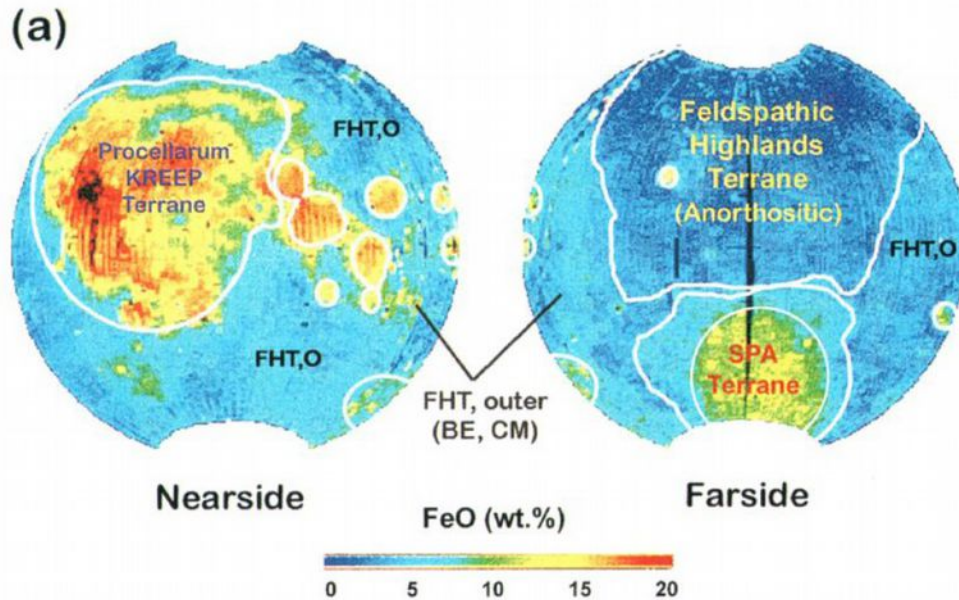 (a)
FHT,O
Procellarum
KREEP
Terrane
FHT,O
Feldspathic
Highlands
Terrane
(Anorthositic)
FHT,O
SPA
Terrane
FHT, outer
(BE, CM)
Nearside
Farside
FeO (wt.%)
0 5 10 15 20